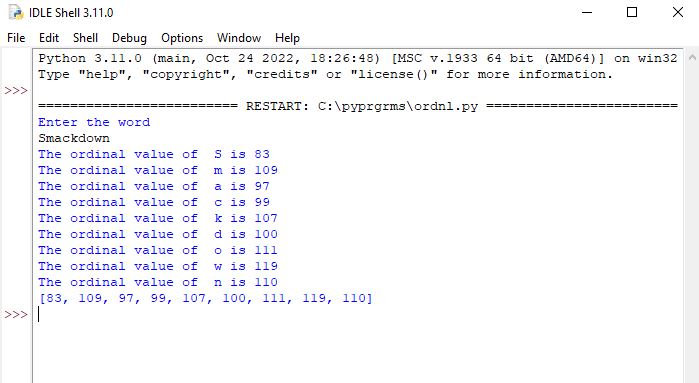 IDLE Shell 3.11.0
File Edit Shell Debug Options Window Help
Python 3.11.0 (main, Oct 24 2022, 18:26:48) [MSC v.1933 64 bit (AMD64)] on win32
Type "help", "copyright", "credits" or "license()" for more information.
>>>
========================= RESTART: C:\pyprgrms\ordnl.py ========================
Enter the word
Smackdown
The ordinal value of  S is 83
The ordinal value of  m is 109
The ordinal value of  a is 97
The ordinal value of  c is 99
The ordinal value of  k is 107
The ordinal value of  d is 100
The ordinal value of  o is 111
The ordinal value of  w is 119
The ordinal value of  n is 110
[83, 109, 97, 99, 107, 100, 111, 119, 110]
>>>